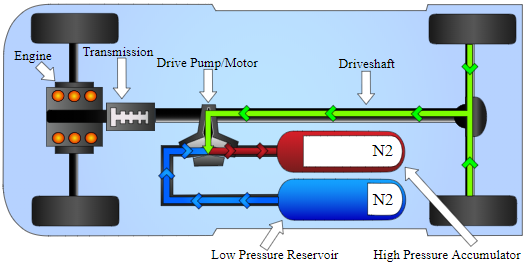 Engine
Transmission
Drive Pump/Motor
Driveshaft
N2
N2
Low Pressure Reservoir
High Pressure Accumulator